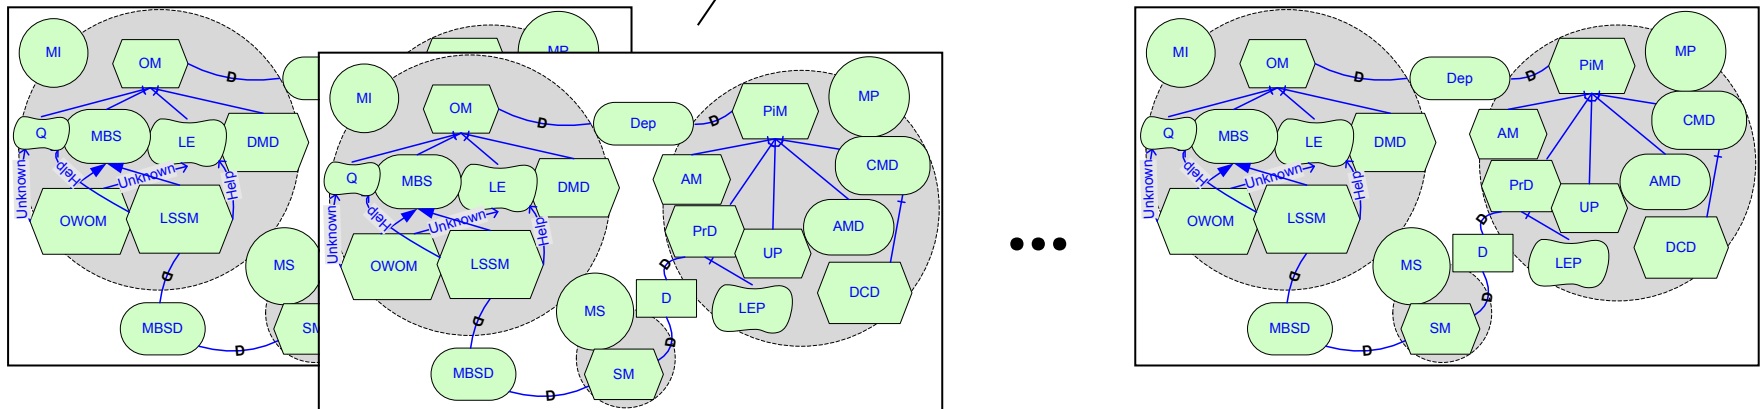 MI
OM
D
Q
MBS
LE
DMD
Unknown
Help
Unknown
Help
OWOM
LSSM
D
MS
MBSD
D
SM
MP
MI
OM
D
Dep
D
PiM
MP
Q
MBS
LE
DMD
AM
CMD
Unknown
Help
Unknown
Help
PrD
AMD
OWOM
LSSM
UP
D
D
MS
D
LEP
DCD
D
MBSD
D
SM
MI
OM
D
Dep
D
PiM
MP
Q
MBS
LE
DMD
AM
CMD
Unknown
Help
Unknown
Help
PrD
AMD
OWOM
LSSM
UP
D
D
MS
D
LEP
DCD
D
MBSD
D
SM